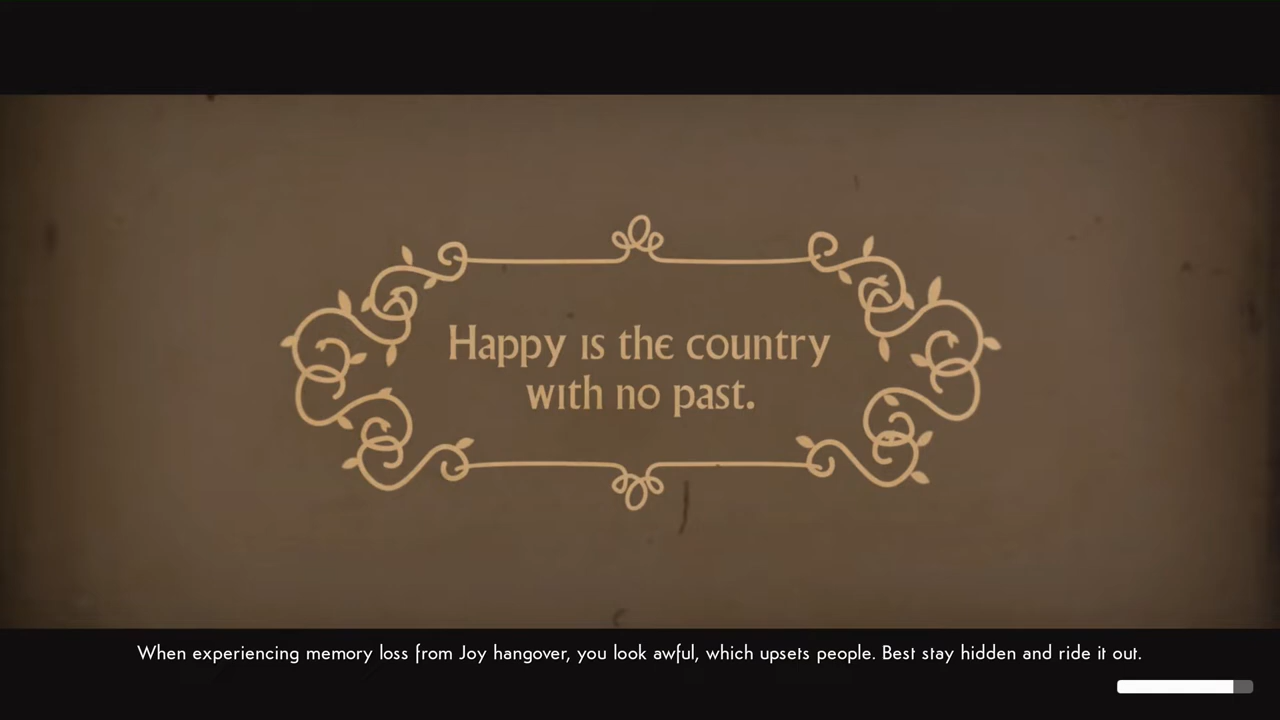 Happy is the country
with no past.
When experiencing memory loss from Joy hangover, you look awful, which upsets people. Best stay hidden and ride it out.